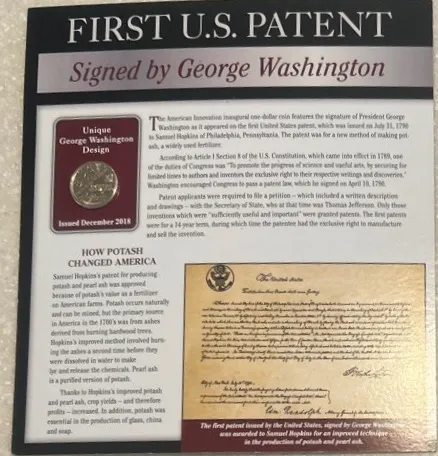 FIRST U.S. PATENT
Signed by George Washington
Unique
George Washington
Design
Issued December 2018
The American Innovation inaugural one-dollar coin features the signature of President George
Washington as it appeared on the first United States patent, which was issued on July 31, 1790
to Samuel Hopkins of Philadelphia, Pennsylvania. The patent was for a new method of making pot-
ash, a widely used fertilizer.
According to Article I Section 8 of the U.S. Constitution, which came into effect in 1789, one
of the duties of Congress was "To promote the progress of science and useful arts, by securing for
limited times to authors and inventors the exclusive right to their respective writings and discoveries."
Washington encouraged Congress to pass a patent law, which he signed on April 10, 1790.
Patent applicants were required to file a petition – which included a written description
and drawings – with the Secretary of State, who at that time was Thomas Jefferson. Only those
inventions which were "sufficiently useful and important" were granted patents. The first patents
were for a 14-year term, during which time the patentee had the exclusive right to manufacture
and sell the invention.
HOW POTASH
CHANGED AMERICA
Samuel Hopkin's patent for producing
potash and pearl ash was approved
because of potash's value as a fertilizer
on American farms. Potash occurs naturally
and can be mined, but the primary source
in America in the 1700's was from ashes
derived from burning hardwood trees.
Hopkins's improved method involved burn-
ing the ashes a second time before they
were dissolved in water to make
lye and release the chemicals. Pearl ash
is a purified version of potash.
Thanks to Hopkins's improved potash
and pearl ash, crop yields – and therefore
profits – increased. In addition, potash was
essential in the production of glass, china
and soap.
The United States
The first patent issued by the United States, signed by George Washington
was awarded to Samuel Hopkins for an improved technique
in the production of potash and pearl ash.